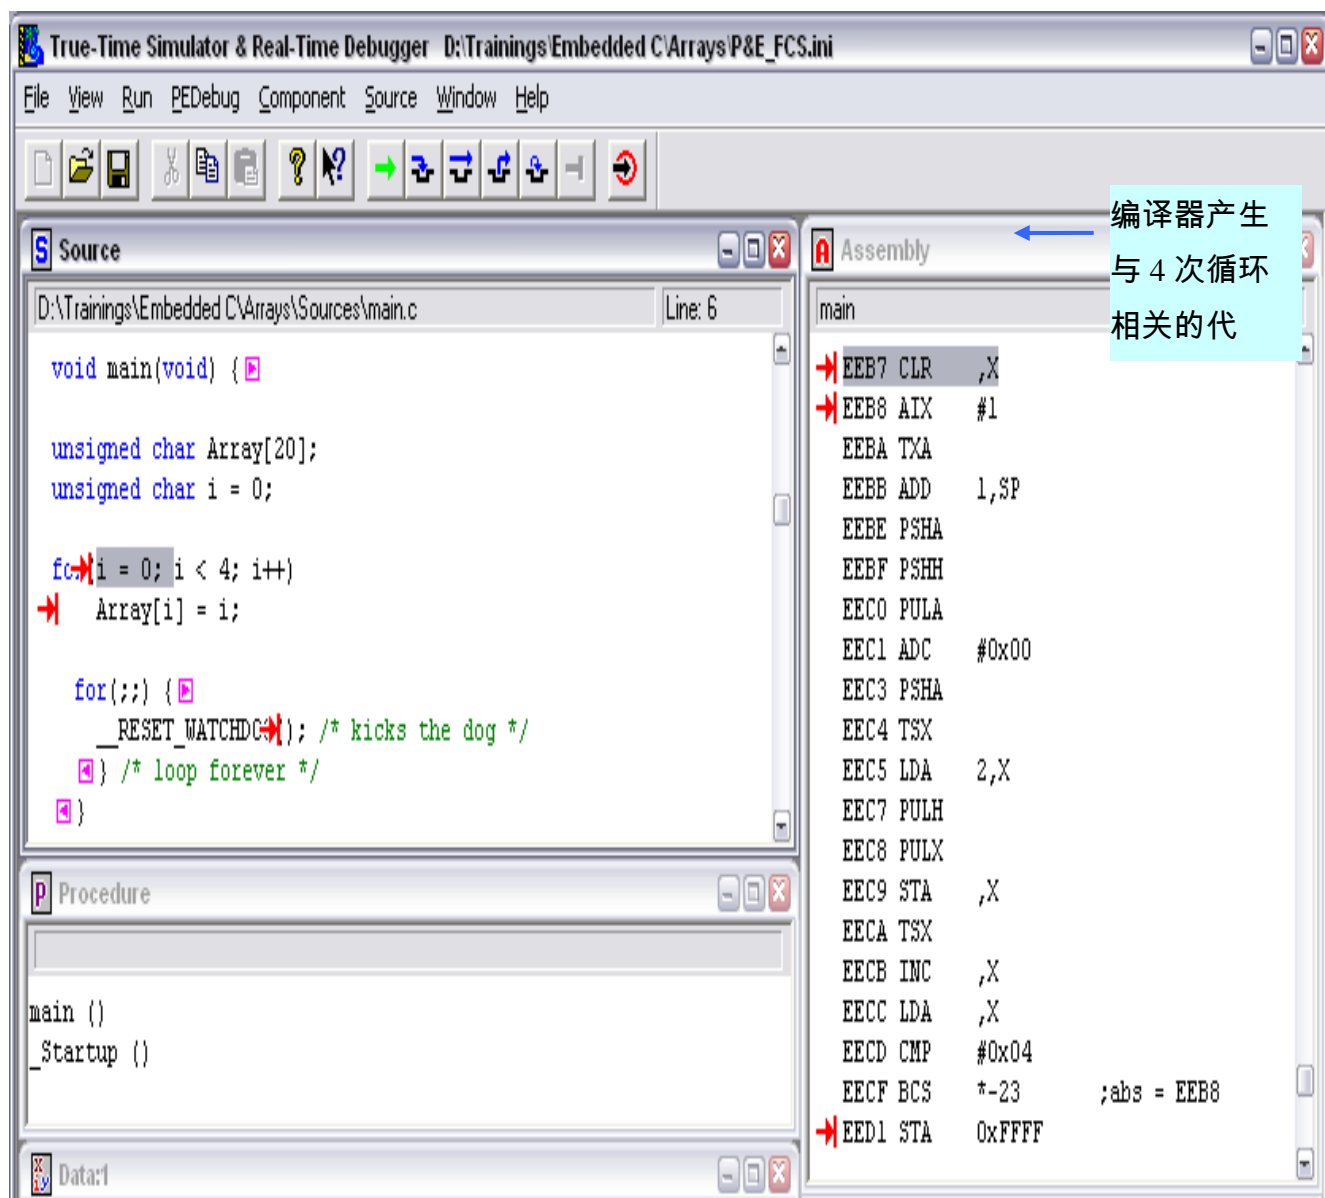 True-Time Simulator & Real-Time Debugger   D:\Trainings\Embedded C\Arrays\P&E_FCS.ini
File View Run PEDebug Component Source Window Help
Source
D:\Trainings\Embedded C\Arrays\Sources\main.c
Line: 6
void main(void) {
unsigned char Array[20];
unsigned char i = 0;
for(i = 0; i < 4; i++)
Array[i] = i;
for(;;) {
__RESET_WATCHDOG(); /* kicks the dog */
} /* loop forever */
}
Procedure
main ()
_Startup ()
Data:1
Assembly
main
编译器产生
与 4 次循环
相关的代
EEB7 CLR ,X
EEB8 AIX #1
EEBA TXA
EEBB ADD 1,SP
EEBE PSHA
EEBF PSHH
EEC0 PULA
EEC1 ADC #0x00
EEC3 PSHA
EEC4 TSX
EEC5 LDA 2,X
EEC7 PULH
EEC8 PULX
EEC9 STA ,X
EECA TSX
EECB INC ,X
EECC LDA ,X
EECD CMP #0x04
EECF BCS *-23 ;abs = EEB8
EED1 STA 0xFFFF